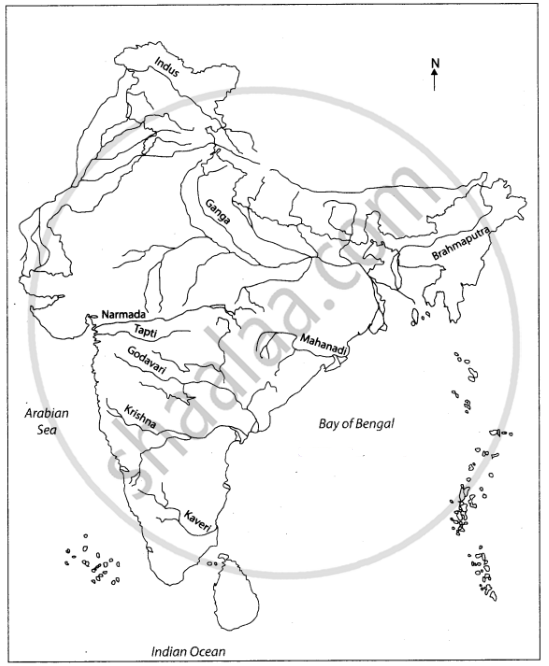 Indus
N
Ganga
Brahmaputra
Narmada
Tapti
Mahanadi
Godavari
Krishna
Arabian
Sea
Bay of Bengal
Kaveri
Indian Ocean
shaalaa.com